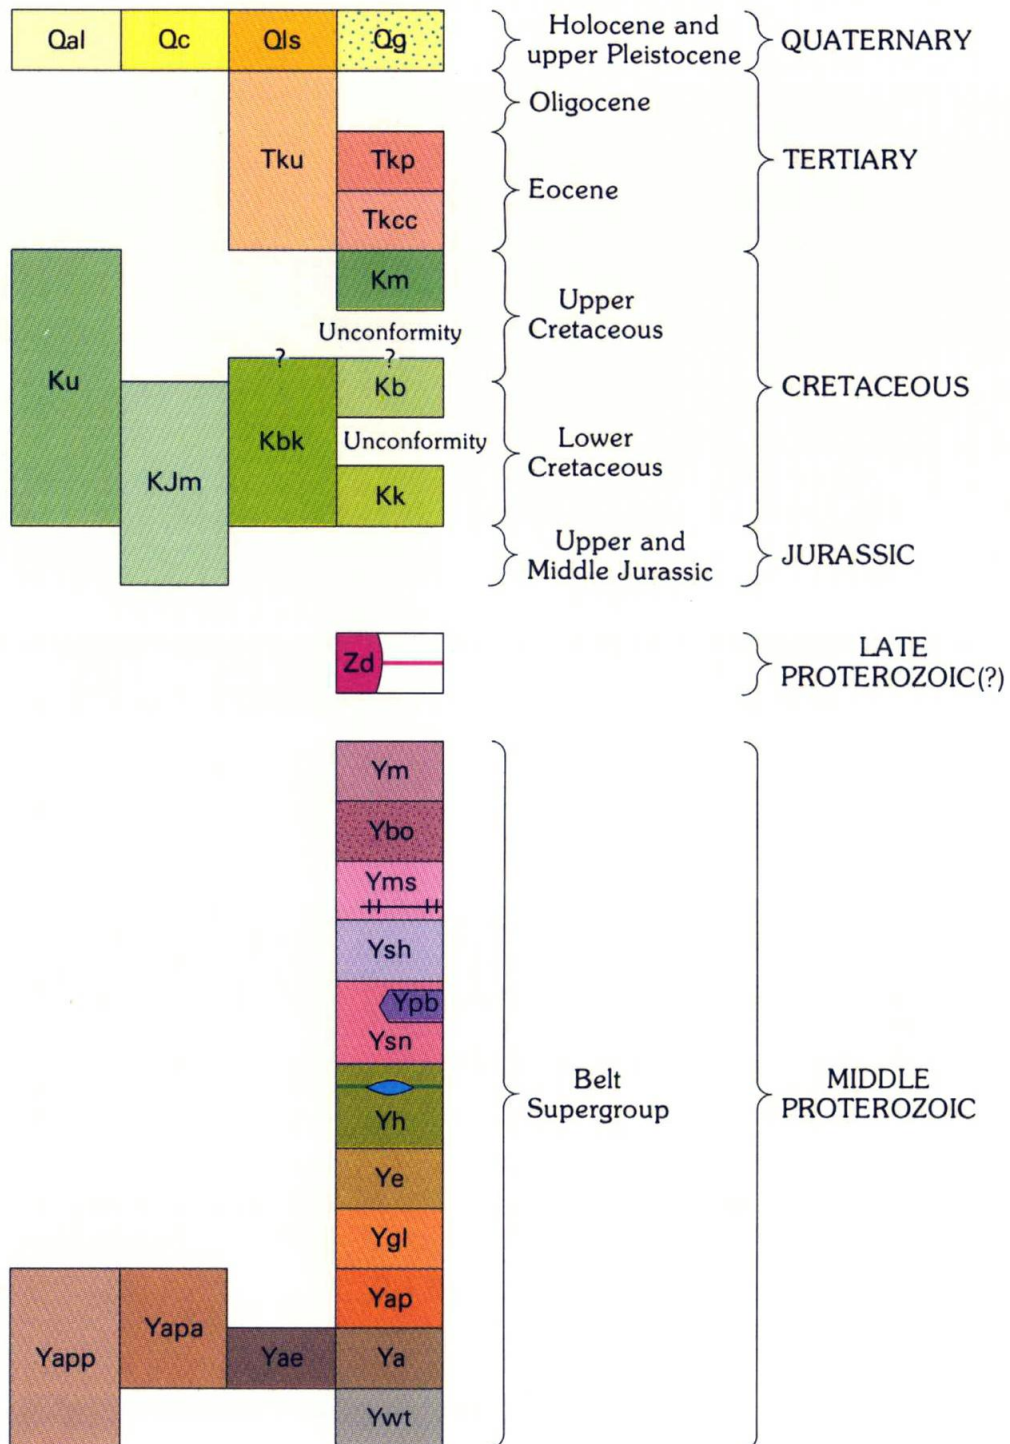 Qal Qc Qls Qg
Holocene and
upper Pleistocene
QUATERNARY
Oligocene
Tku
Tkp
TERTIARY
Tkcc
Eocene
Km
Upper
Cretaceous
Unconformity
? ?
Ku
Kb
CRETACEOUS
Kbk
Unconformity
Lower
Cretaceous
KJm
Kk
Upper and
Middle Jurassic
JURASSIC
Zd
LATE
PROTEROZOIC(?)
Ym
Ybo
Yms
Ysh
Ypb
Ysn
Belt
Supergroup
MIDDLE
PROTEROZOIC
Yh
Ye
Ygl
Yap
Yapa
Yapp
Yae
Ya
Ywt